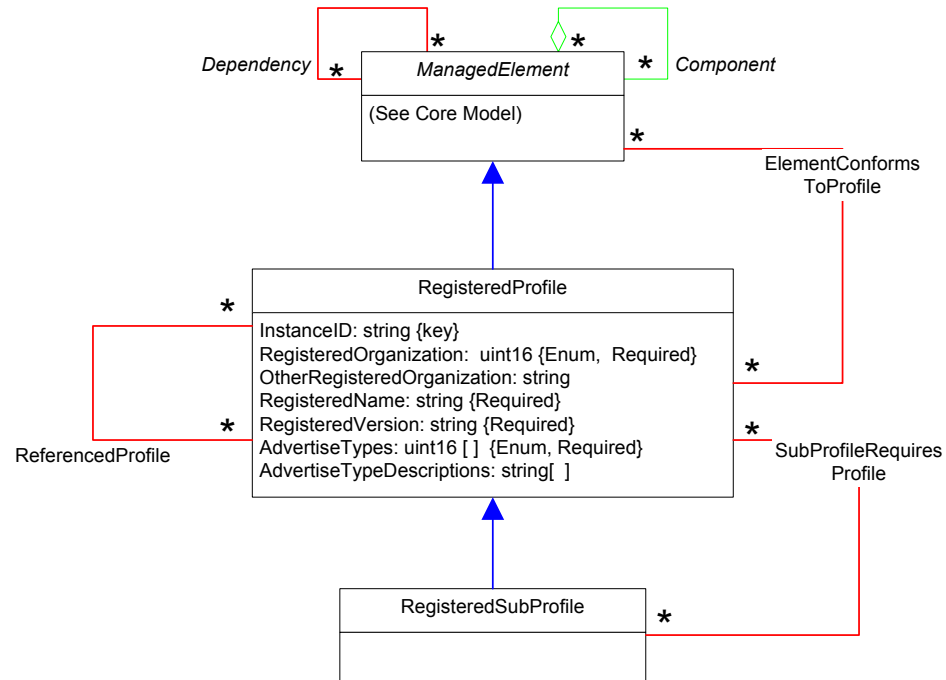 *
*
Dependency
*
ManagedElement
*
Component
(See Core Model)
*
ElementConforms
ToProfile
RegisteredProfile
*
InstanceID: string {key}
RegisteredOrganization:  uint16 {Enum,  Required}
OtherRegisteredOrganization: string
*
RegisteredName: string {Required}
RegisteredVersion: string {Required}
*
*
AdvertiseTypes: uint16 [ ]  {Enum, Required}
ReferencedProfile
SubProfileRequires
Profile
AdvertiseTypeDescriptions: string[  ]
RegisteredSubProfile
*